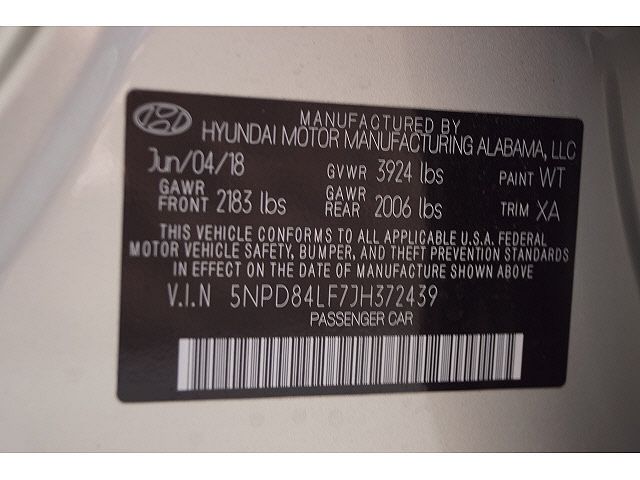 MANUFACTURED BY
HYUNDAI MOTOR MANUFACTURING ALABAMA, LLC
Jun/04/18 GVWR 3924 lbs PAINT WT
GAWR FRONT 2183 lbs GAWR REAR 2006 lbs TRIM XA
THIS VEHICLE CONFORMS TO ALL APPLICABLE U.S.A. FEDERAL
MOTOR VEHICLE SAFETY, BUMPER, AND THEFT PREVENTION STANDARDS
IN EFFECT ON THE DATE OF MANUFACTURE SHOWN ABOVE
V.I.N 5NPD84LF7JH372439
PASSENGER CAR